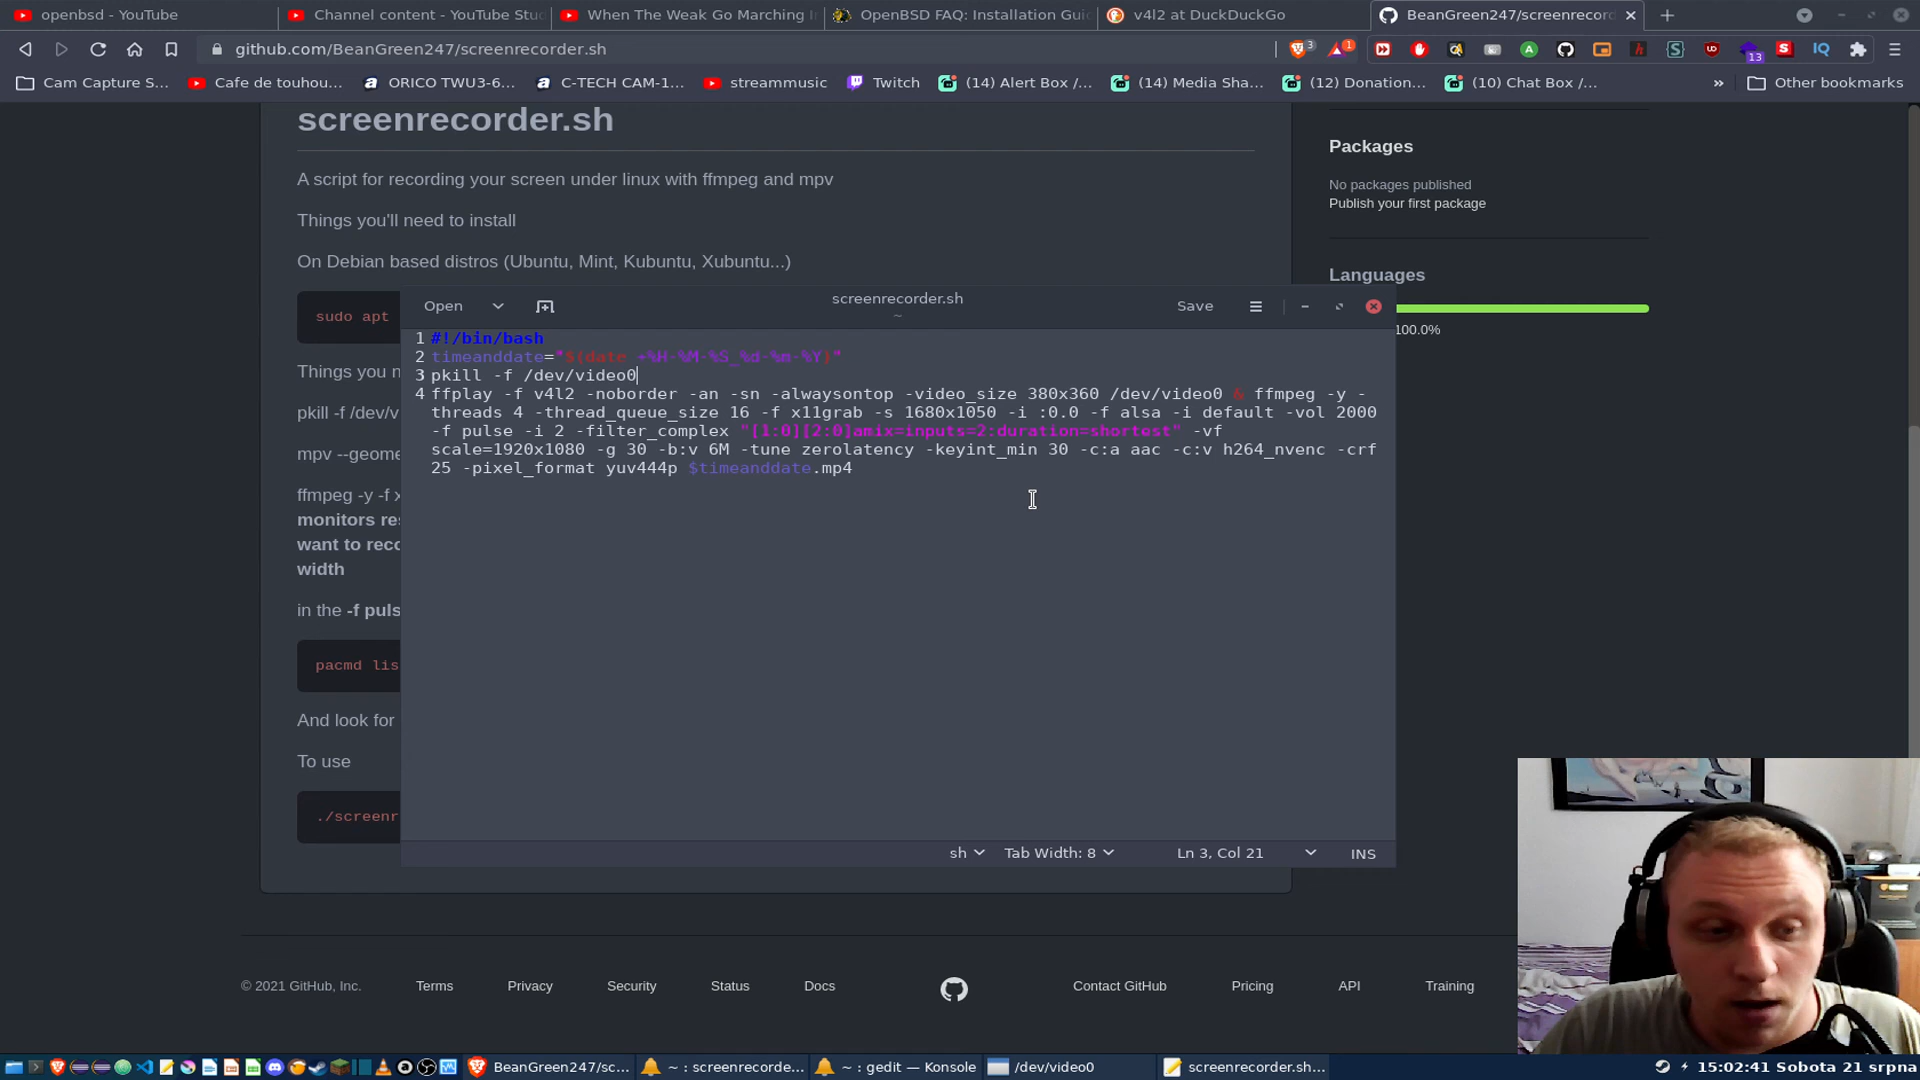 openbsd - YouTube
Channel content - YouTube Stu
When The Weak Go Marching I
OpenBSD FAQ: Installation Gui
v4l2 at DuckDuckGo
BeanGreen247/screenrecord
github.com/BeanGreen247/screenrecorder.sh
3
1
13
IQ
Cam Capture S...
Cafe de touhou...
ORICO TWU3-6...
C-TECH CAM-1...
streammusic
Twitch
(14) Alert Box /...
(14) Media Sha...
(12) Donation...
(10) Chat Box /...
Other bookmarks
screenrecorder.sh
A script for recording your screen under linux with ffmpeg and mpv
Things you'll need to install
On Debian based distros (Ubuntu, Mint, Kubuntu, Xubuntu...)
sudo apt
Things you n
pkill -f /dev/v
mpv --geome
ffmpeg -y -f x
monitors res
want to reco
width
in the -f puls
pacmd lis
And look for
To use
./screenr
Packages
No packages published
Publish your first package
Languages
100.0%
Open
screenrecorder.sh
~
Save
1 #!/bin/bash
2 timeanddate="$(date +%H-%M-%S_%d-%m-%Y)"
3 pkill -f /dev/video0
4 ffplay -f v4l2 -noborder -an -sn -alwaysontop -video_size 380x360 /dev/video0 & ffmpeg -y -
threads 4 -thread_queue_size 16 -f x11grab -s 1680x1050 -i :0.0 -f alsa -i default -vol 2000
-f pulse -i 2 -filter_complex "[1:0][2:0]amix=inputs=2:duration=shortest" -vf
scale=1920x1080 -g 30 -b:v 6M -tune zerolatency -keyint_min 30 -c:a aac -c:v h264_nvenc -crf
25 -pixel_format yuv444p $timeanddate.mp4
sh
Tab Width: 8
Ln 3, Col 21
INS
© 2021 GitHub, Inc.
Terms
Privacy
Security
Status
Docs
Contact GitHub
Pricing
API
Training
BeanGreen247/sc...
~ : screenrecorde...
~ : gedit — Konsole
/dev/video0
screenrecorder.sh...
15:02:41 Sobota 21 srpna